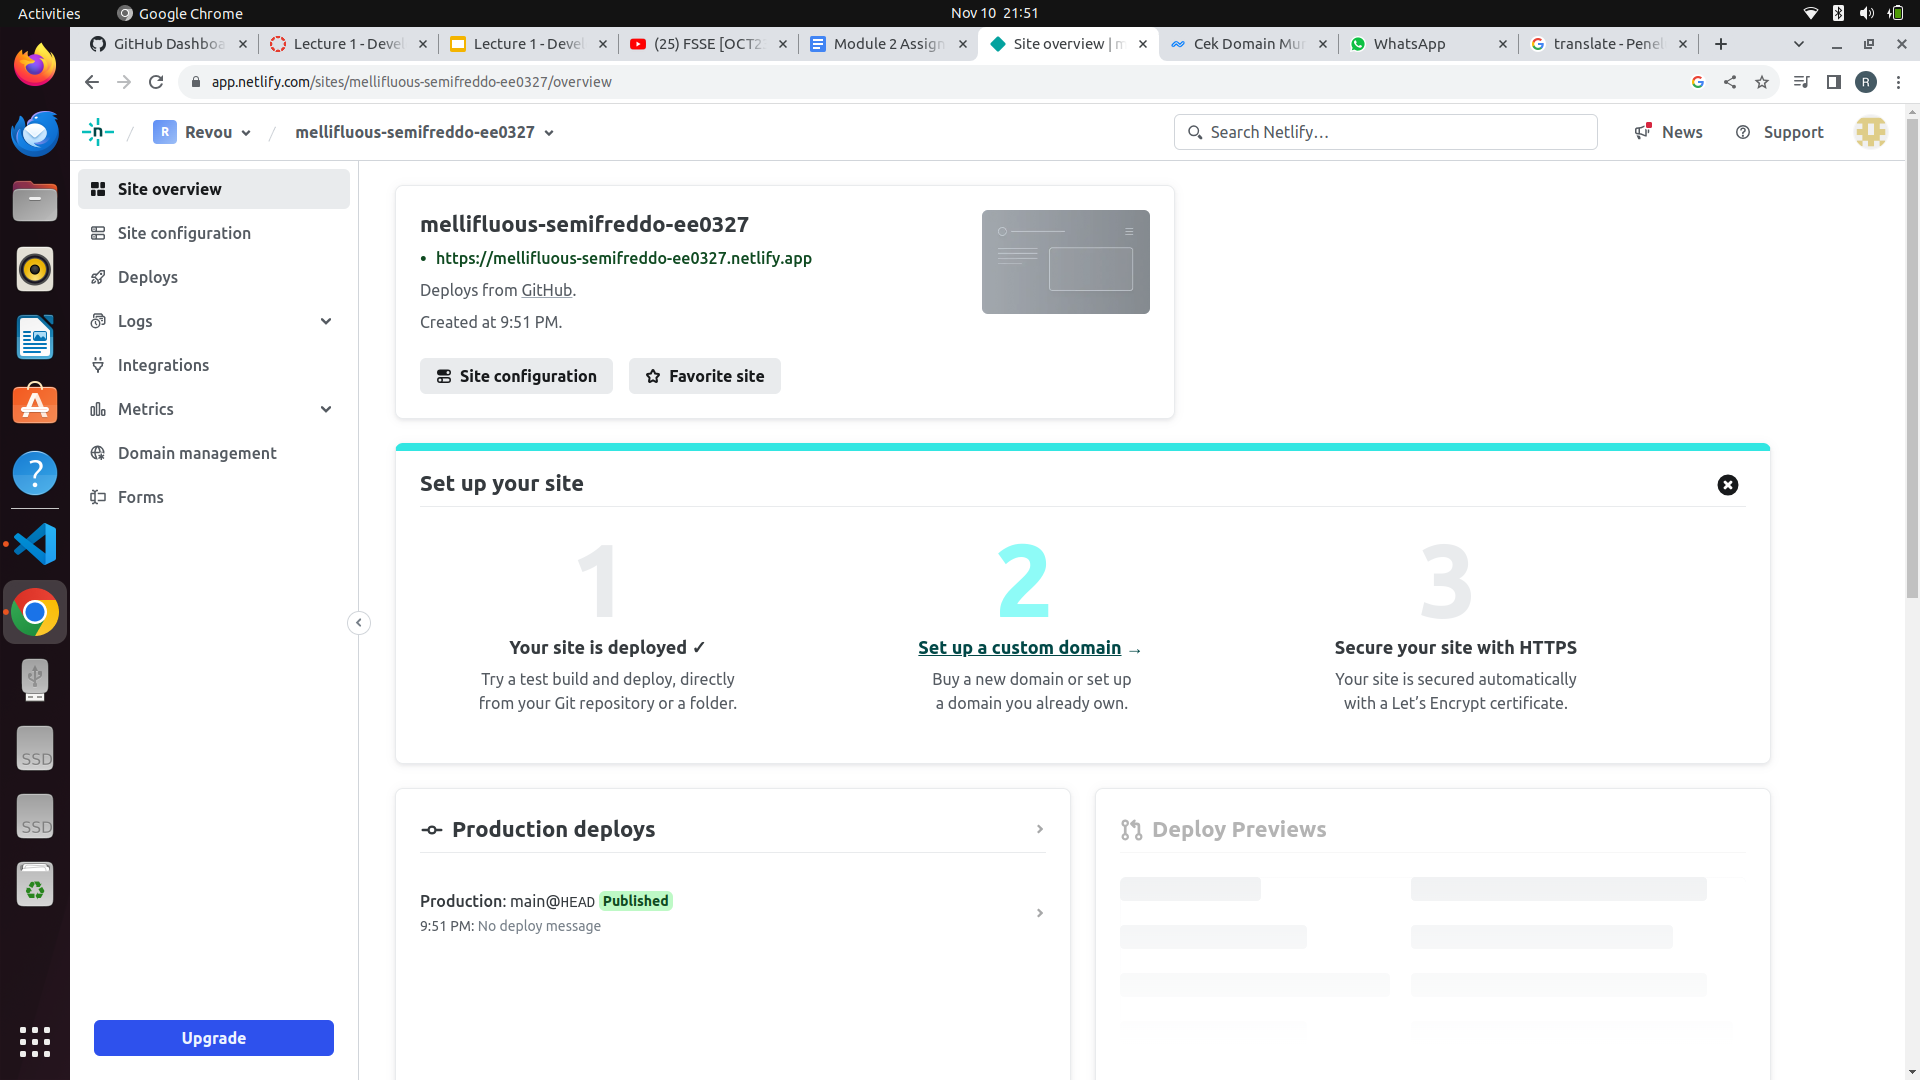 Activities
Google Chrome
Nov 10 21:51
GitHub Dashboa
Lecture 1 - Devel
Lecture 1 - Devel
(25) FSSE [OCT2
Module 2 Assign
Site overview | m
Cek Domain Mur
WhatsApp
translate - Penel
app.netlify.com/sites/mellifluous-semifreddo-ee0327/overview
R
n
R
Revou
mellifluous-semifreddo-ee0327
Search Netlify…
News
Support
Site overview
Site configuration
Deploys
Logs
Integrations
Metrics
Domain management
Forms
Upgrade
mellifluous-semifreddo-ee0327
• https://mellifluous-semifreddo-ee0327.netlify.app
Deploys from GitHub.
Created at 9:51 PM.
Site configuration
Favorite site
Set up your site
1
Your site is deployed ✓
Try a test build and deploy, directly
from your Git repository or a folder.
2
Set up a custom domain →
Buy a new domain or set up
a domain you already own.
3
Secure your site with HTTPS
Your site is secured automatically
with a Let’s Encrypt certificate.
Production deploys
Production: main@HEAD Published
9:51 PM: No deploy message
Deploy Previews
SSD
SSD